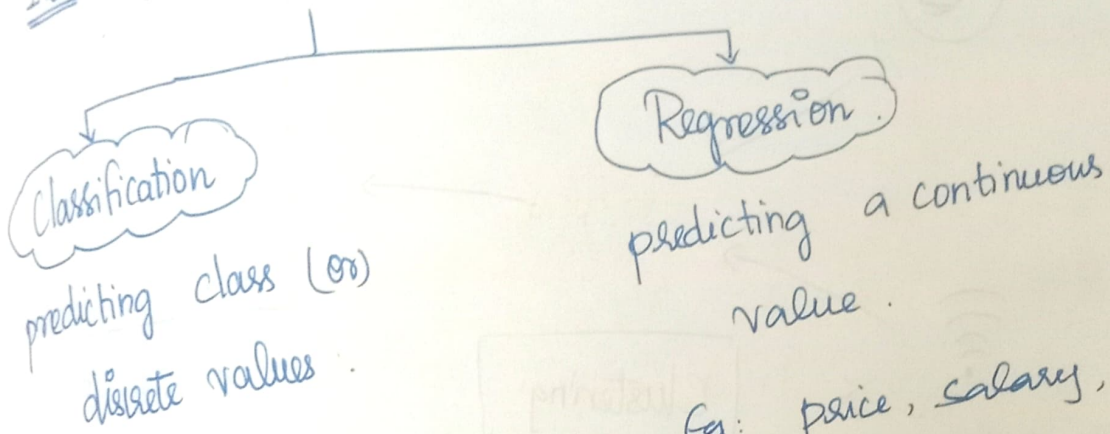 Classification
predicting class (or)
discrete values.
Regression.
predicting a continuous
value.
Eg: price, salary,